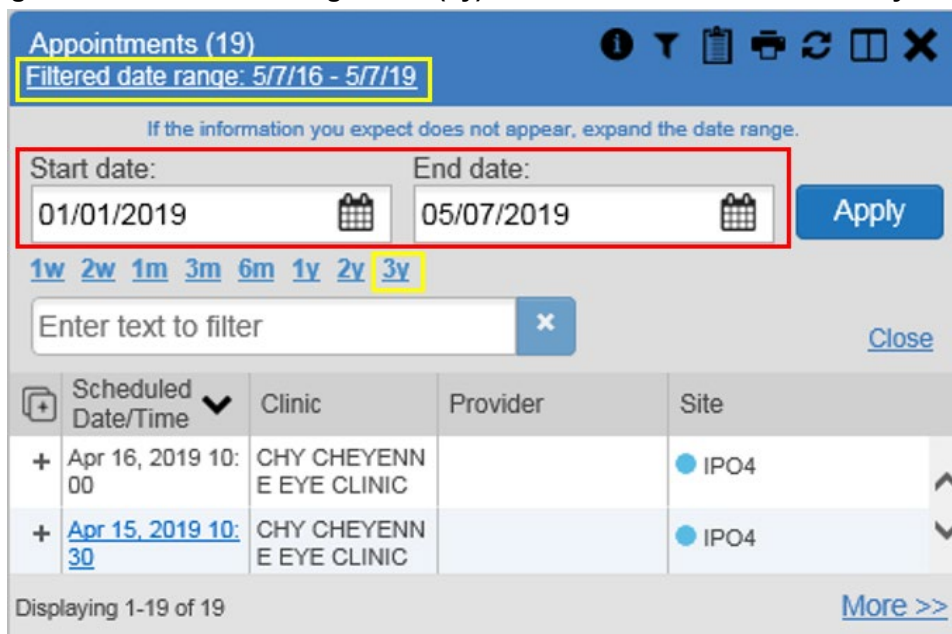 Appointments (19)
Filtered date range: 5/7/16 - 5/7/19
If the information you expect does not appear, expand the date range.
Start date: End date:
01/01/2019 05/07/2019 Apply
1w 2w 1m 3m 6m 1y 2y 3y
Enter text to filter
Close
Scheduled Date/Time Clinic Provider Site
+ Apr 16, 2019 10:00 CHY CHEYENNE EYE CLINIC IPO4
+ Apr 15, 2019 10:30 CHY CHEYENNE EYE CLINIC IPO4
Displaying 1-19 of 19 More >>